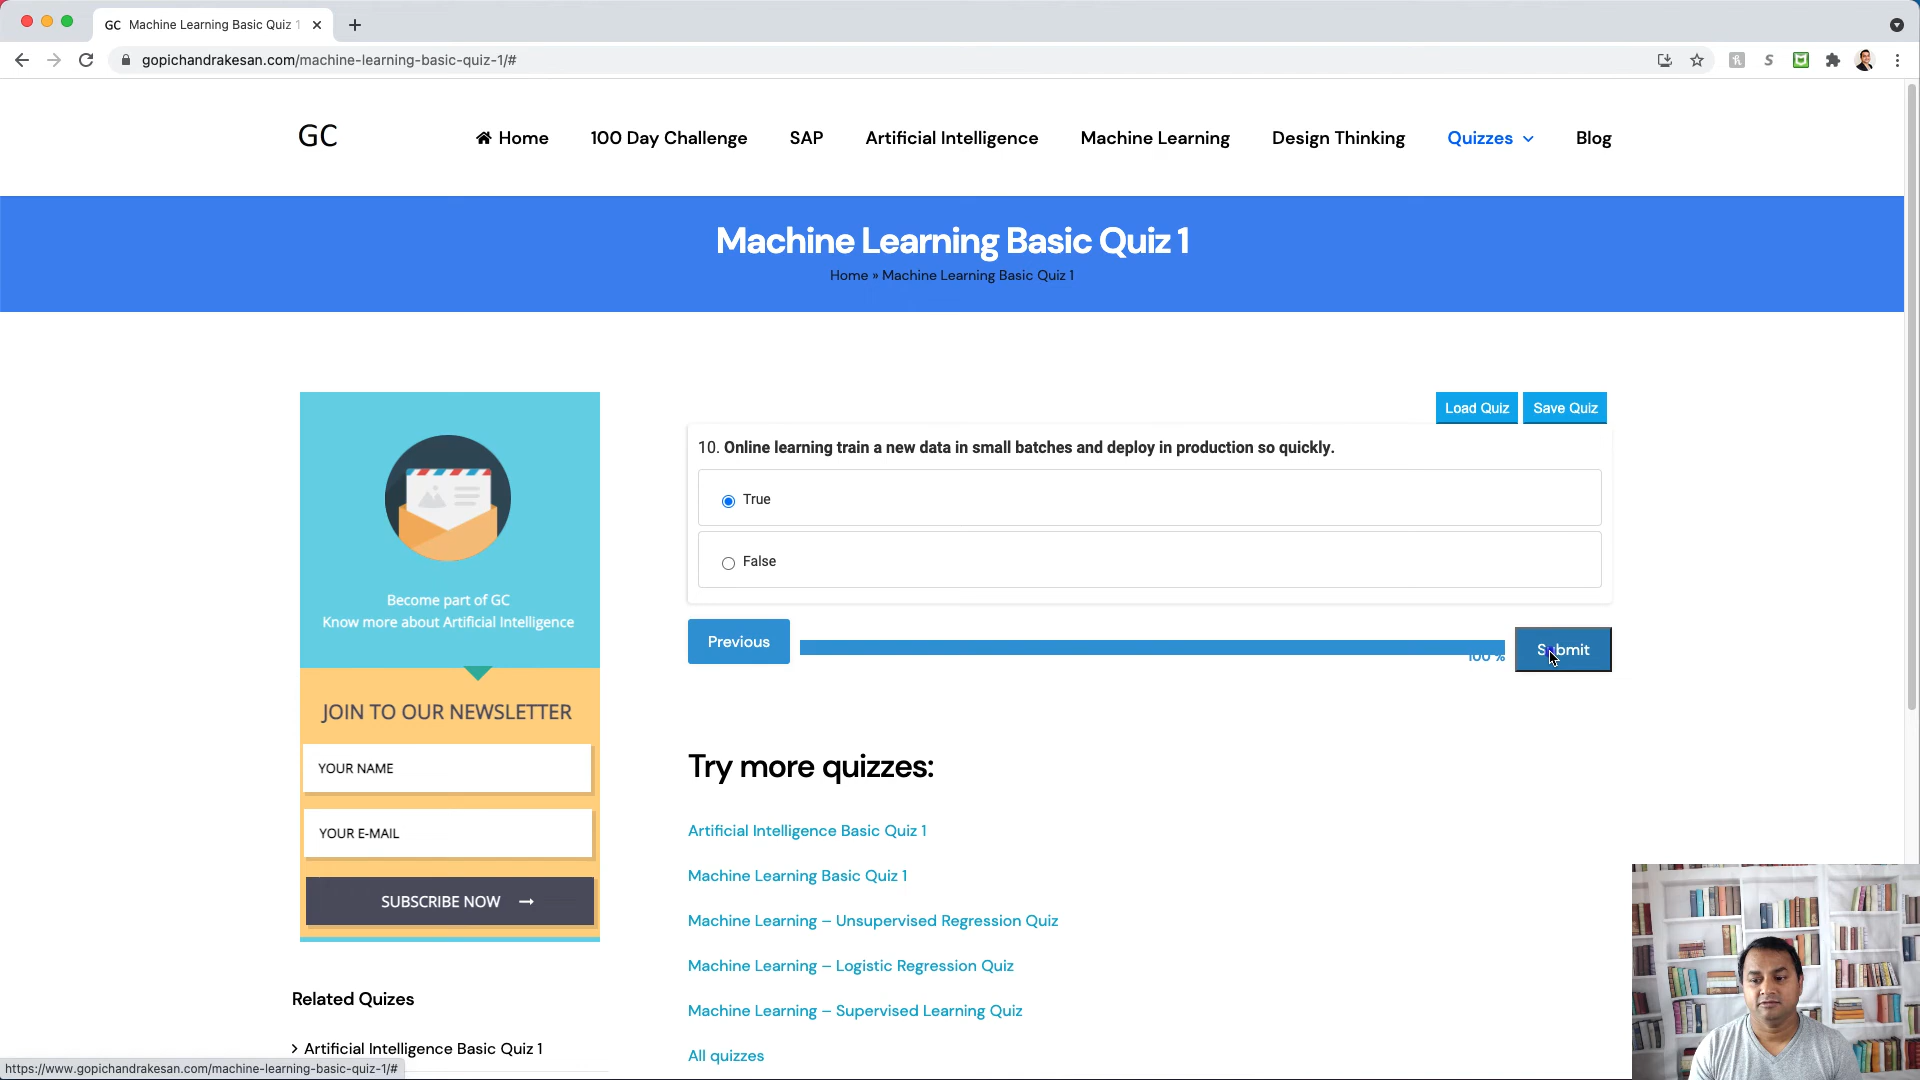 GC Machine Learning Basic Quiz 1
gopichandrakesan.com/machine-learning-basic-quiz-1/#
GC
Home
100 Day Challenge
SAP
Artificial Intelligence
Machine Learning
Design Thinking
Quizzes
Blog
Machine Learning Basic Quiz 1
Home » Machine Learning Basic Quiz 1
Load Quiz
Save Quiz
10. Online learning train a new data in small batches and deploy in production so quickly.
True
False
Previous
100 %
Submit
Become part of GC
Know more about Artificial Intelligence
JOIN TO OUR NEWSLETTER
YOUR NAME
YOUR E-MAIL
SUBSCRIBE NOW
Try more quizzes:
Artificial Intelligence Basic Quiz 1
Machine Learning Basic Quiz 1
Machine Learning – Unsupervised Regression Quiz
Machine Learning – Logistic Regression Quiz
Machine Learning – Supervised Learning Quiz
All quizzes
Related Quizes
Artificial Intelligence Basic Quiz 1
https://www.gopichandrakesan.com/machine-learning-basic-quiz-1/#